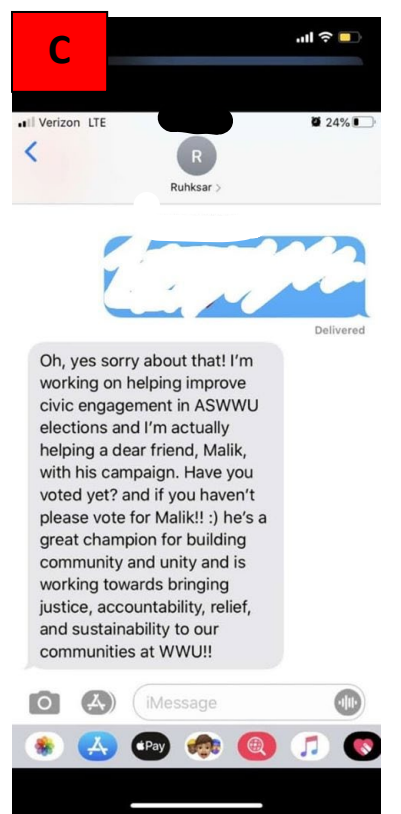 C
Verizon LTE
24%
R
Ruhksar >
Delivered
Oh, yes sorry about that! I'm
working on helping improve
civic engagement in ASWWU
elections and I'm actually
helping a dear friend, Malik,
with his campaign. Have you
voted yet? and if you haven't
please vote for Malik!! :) he's a
great champion for building
community and unity and is
working towards bringing
justice, accountability, relief,
and sustainability to our
communities at WWU!!
iMessage
Pay